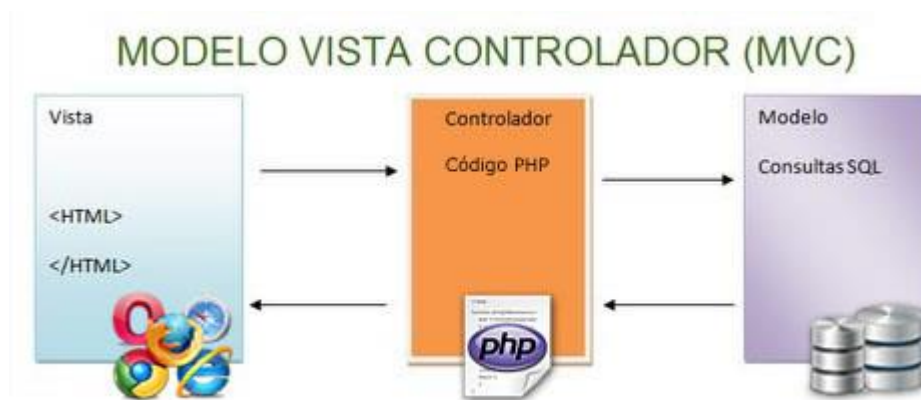 MODELO VISTA CONTROLADOR (MVC)
Vista
<HTML>
</HTML>
Controlador
Código PHP
php
Modelo
Consultas SQL